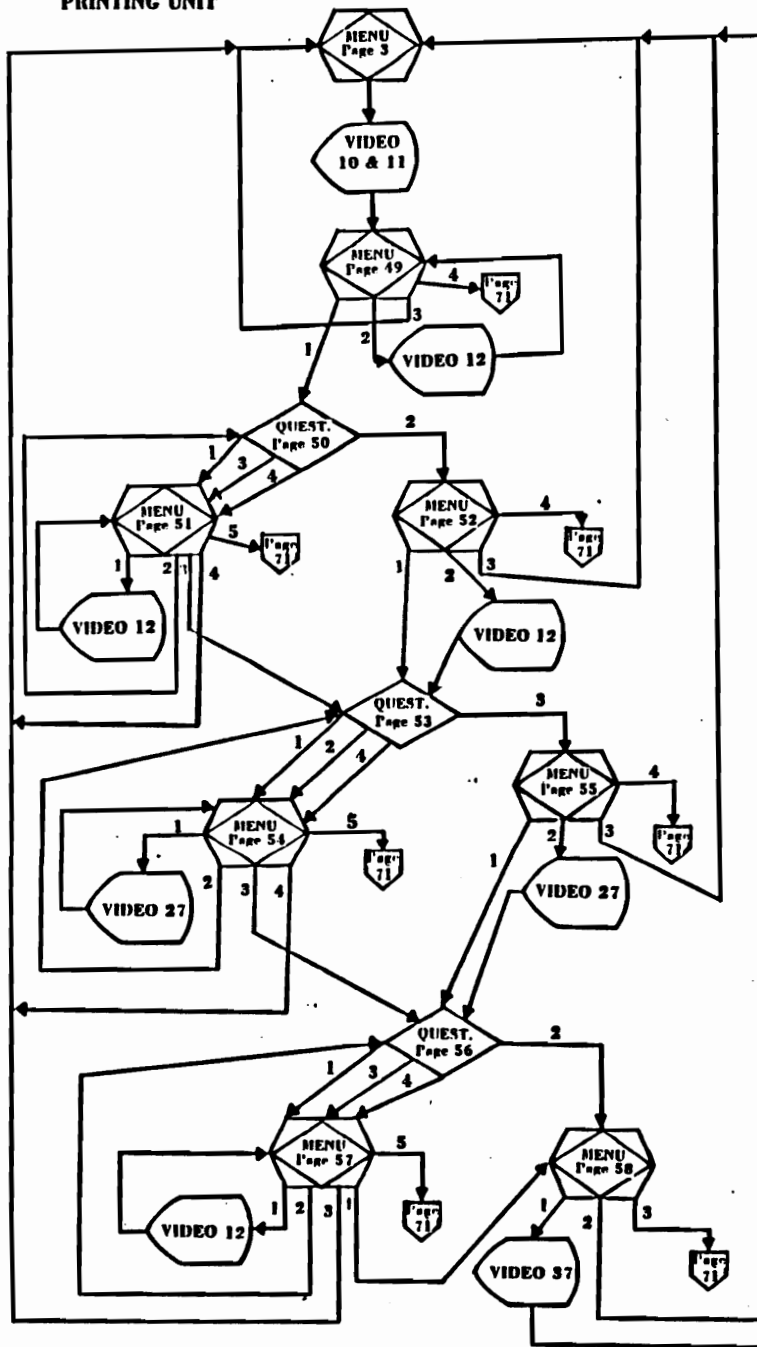 PRINTING UNIT
MENU
Page 3
VIDEO
10 & 11
MENU
Page 49
4
Page
71
3
2
1
VIDEO 12
QUEST.
Page 50
2
1
3
4
MENU
Page 51
5
Page
71
1
2
3
4
VIDEO 12
MENU
Page 52
4
Page
71
1
2
3
VIDEO 12
QUEST.
Page 53
3
1
2
4
MENU
Page 54
5
Page
71
1
2
3
4
VIDEO 27
MENU
Page 55
4
Page
71
1
2
3
VIDEO 27
QUEST.
Page 56
2
1
3
4
MENU
Page 57
5
Page
71
1
2
3
1
VIDEO 12
MENU
Page 58
1
2
3
Page
71
VIDEO 37